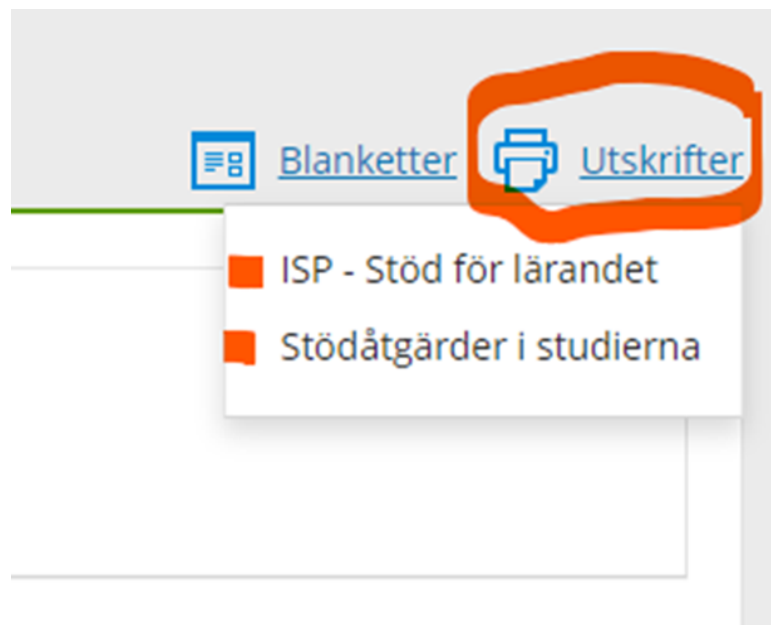 Blanketter Utskrifter
ISP - Stöd för lärandet
Stödåtgärder i studierna